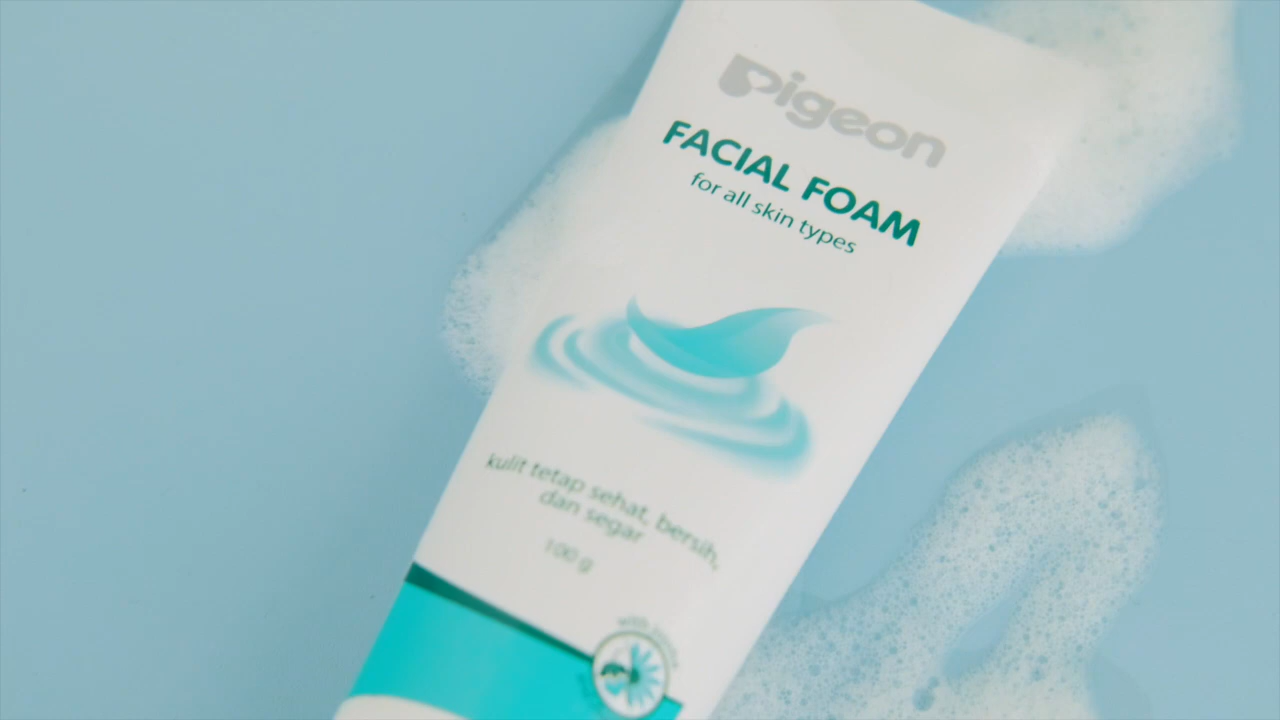 Pigeon
FACIAL FOAM
for all skin types
kulit tetap sehat, bersih,
dan segar
100 g